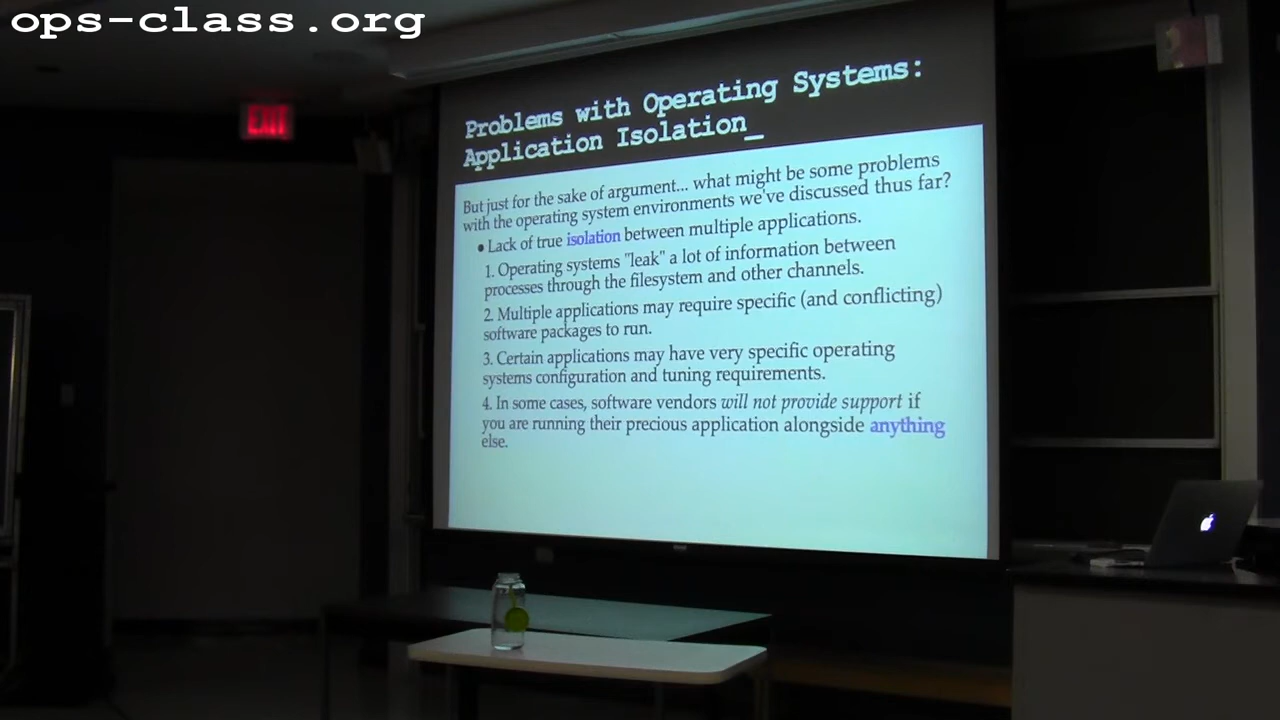 ops-class.org
EXIT
Problems with Operating Systems:
Application Isolation_
But just for the sake of argument... what might be some problems
with the operating system environments we've discussed thus far?
• Lack of true isolation between multiple applications.
1. Operating systems "leak" a lot of information between
processes through the filesystem and other channels.
2. Multiple applications may require specific (and conflicting)
software packages to run.
3. Certain applications may have very specific operating
systems configuration and tuning requirements.
4. In some cases, software vendors will not provide support if
you are running their precious application alongside anything
else.